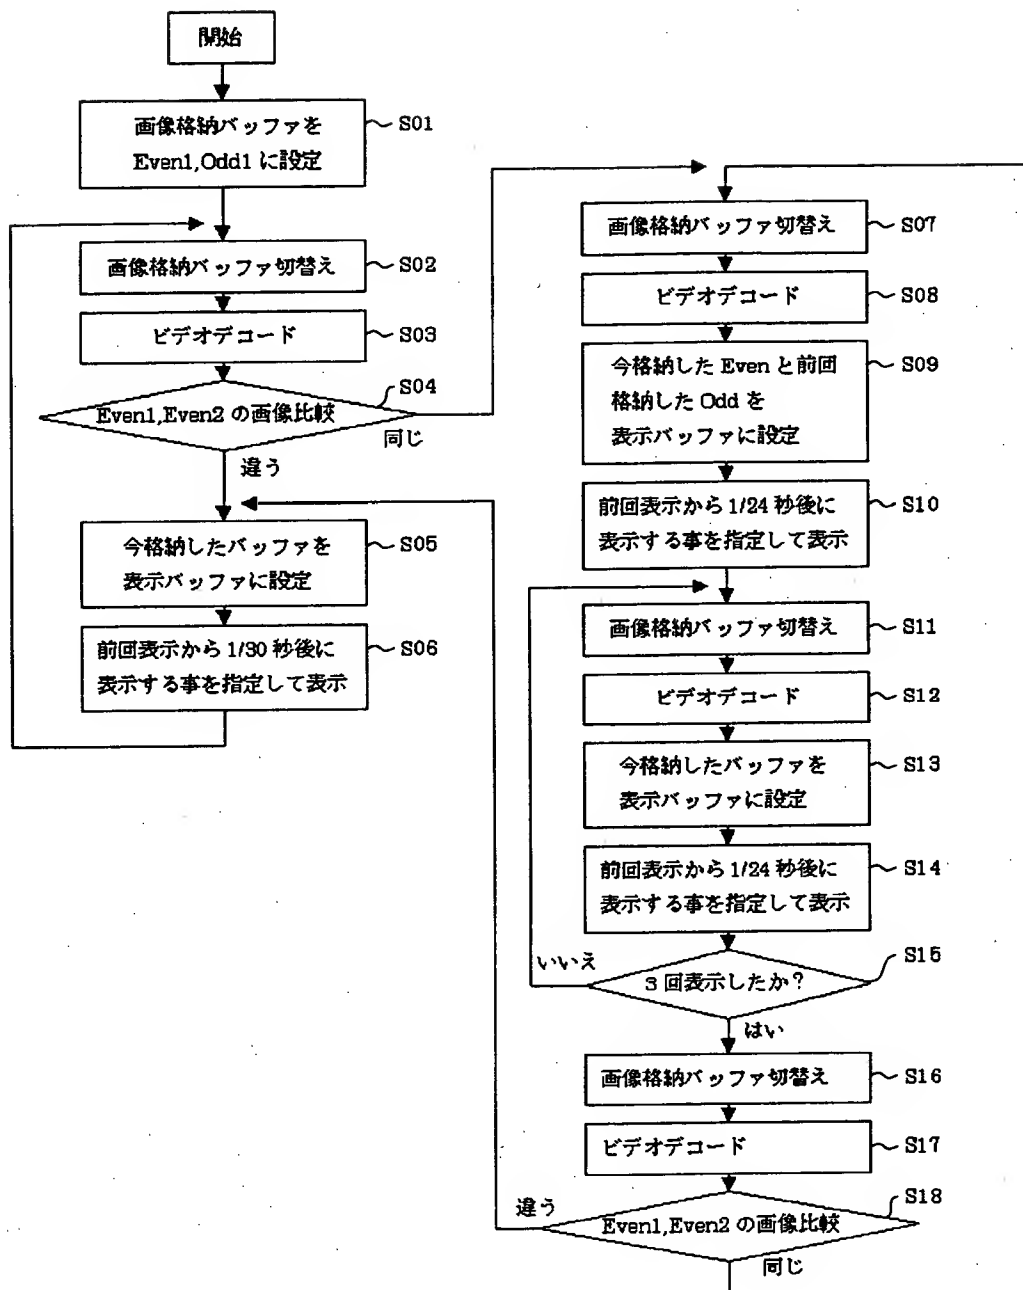 開始
画像格納バッファを
Even1,Odd1 に設定
S01
画像格納バッファ切替え
S02
ビデオデコード
S03
Even1,Even2 の画像比較
S04
同じ
違う
今格納したバッファを
表示バッファに設定
S05
前回表示から 1/30 秒後に
表示する事を指定して表示
S06
画像格納バッファ切替え
S07
ビデオデコード
S08
今格納した Even と前回
格納した Odd を
表示バッファに設定
S09
前回表示から 1/24 秒後に
表示する事を指定して表示
S10
画像格納バッファ切替え
S11
ビデオデコード
S12
今格納したバッファを
表示バッファに設定
S13
前回表示から 1/24 秒後に
表示する事を指定して表示
S14
いいえ
3 回表示したか?
S15
はい
画像格納バッファ切替え
S16
ビデオデコード
S17
違う
Even1,Even2 の画像比較
S18
同じ